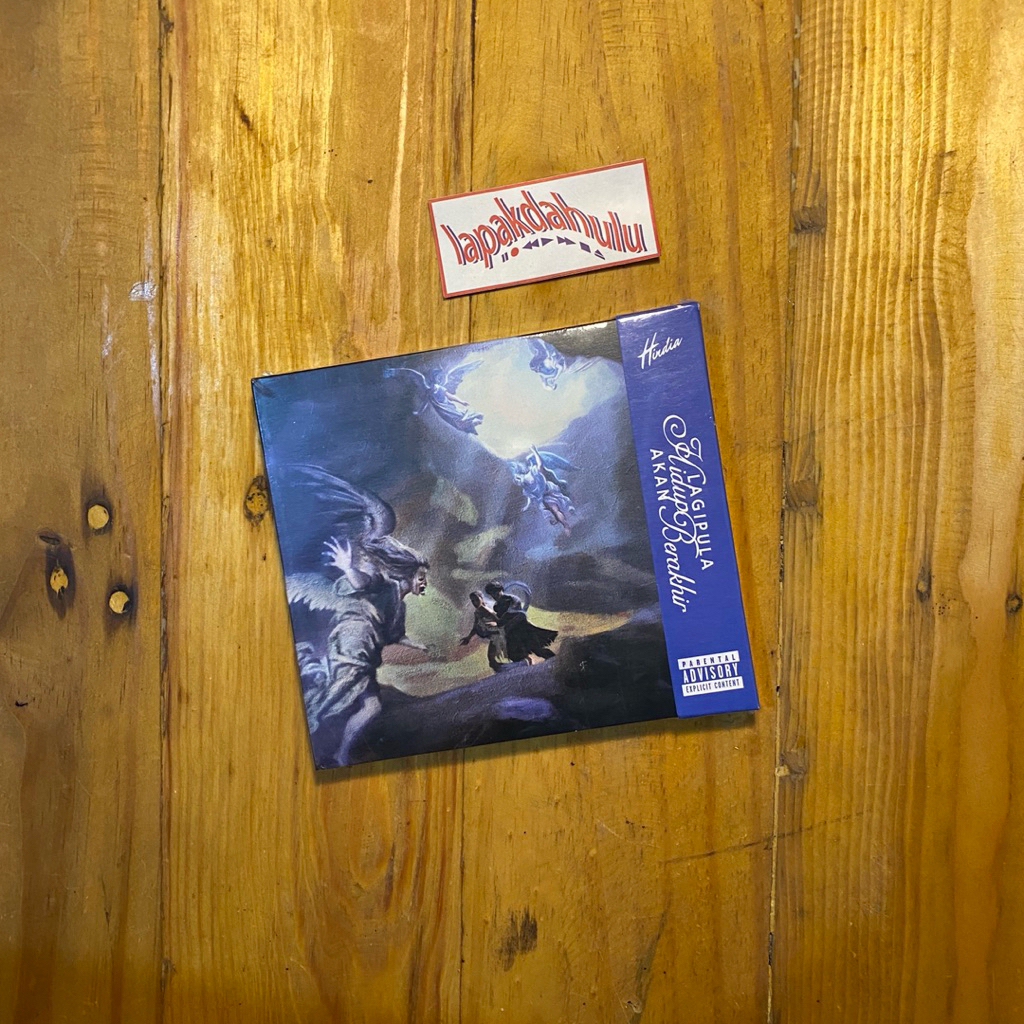 lapakdahulu
Hindia
LAGIPULA
Hidup
AKAN
Berakhir
PARENTAL
ADVISORY
EXPLICIT CONTENT